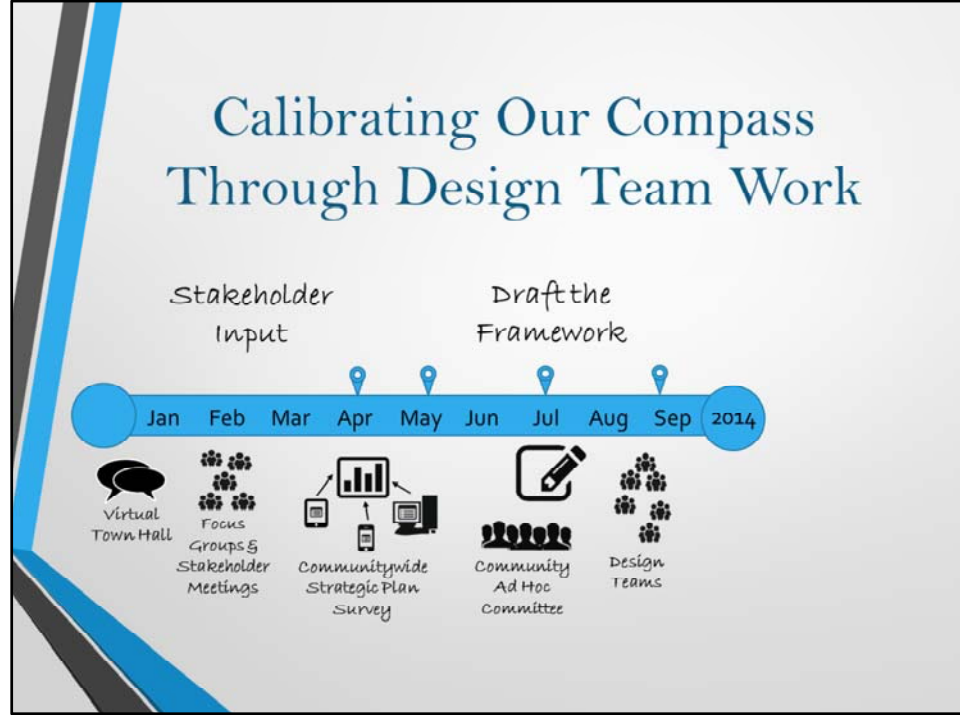 Calibrating Our Compass
Through Design Team Work
Stakeholder
Input
Draft the
Framework
Jan Feb Mar Apr May Jun Jul Aug Sep 2014
Virtual
Town Hall
Focus
Groups &
Stakeholder
Meetings
Communitywide
Strategic Plan
Survey
Community
Ad Hoc
Committee
Design
Teams